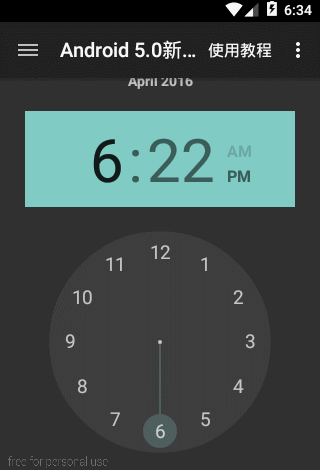 6:34
Android 5.0新... 使用教程
April 2016
6:22
AM
PM
12
11 1
10 2
9 3
8 4
7 5
6
free for personal use